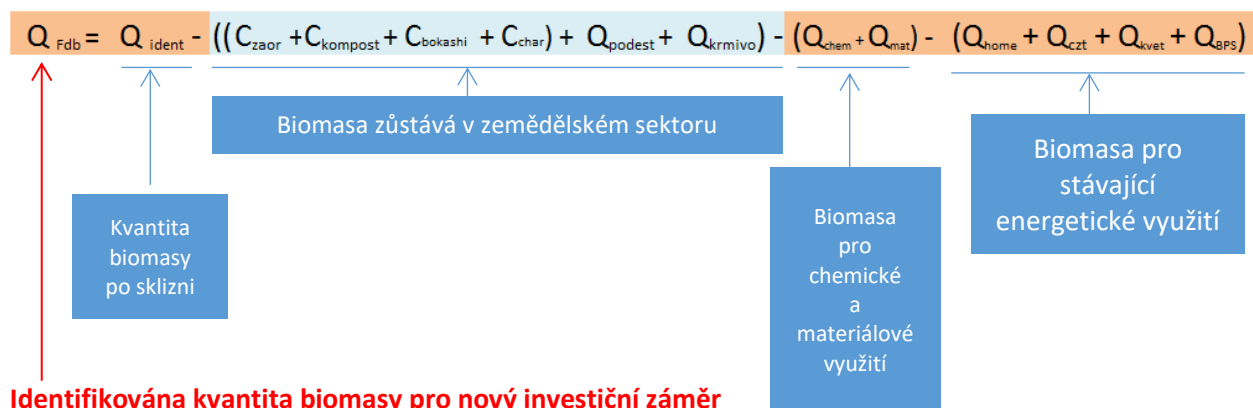 Q Fdb = Q ident - ((Czaor + Ckompost + Cbokashi + Cchar) + Qpodest + Qkrmivo) - (Qchem + Qmat) - (Qhome + Qczt + Qkvet + QBPS)
Biomasa zůstává v zemědělském sektoru
Kvantita
biomasy
po sklizni
Biomasa
pro
chemické
a
materiálové
využití
Biomasa pro
stávající
energetické využití
Identifikována kvantita biomasy pro nový investiční záměr